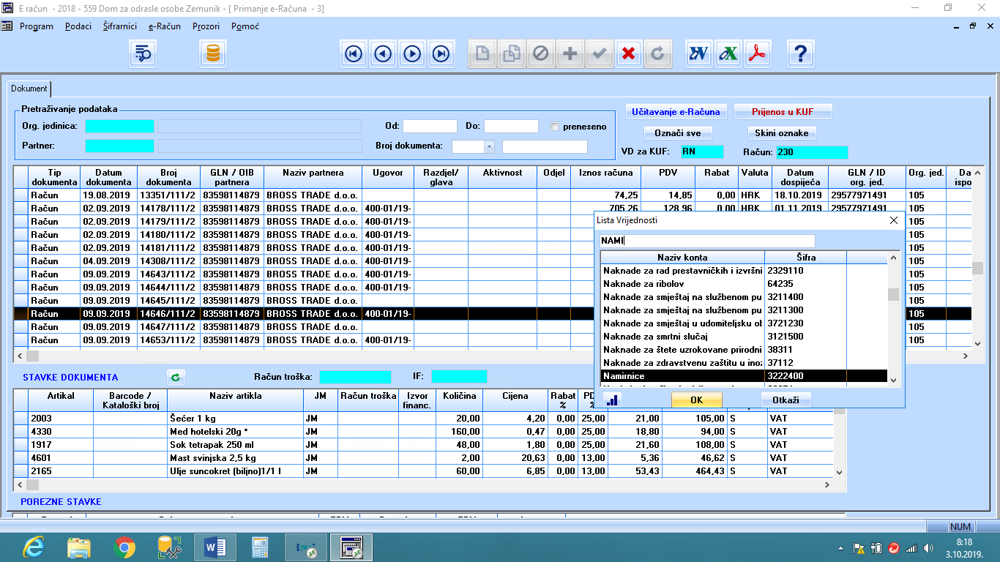 E račun - 2018 - 559 Dom za odrasle osobe Zemunik - [ Primanje e-Računa - 3]
Program Podaci Šifrarnici e-Račun Prozori Pomoć
Dokument
Pretraživanje podataka
Org. jedinica: Od: Do: preneseno
Partner: Broj dokumenta:
Učitavanje e-Računa Prijenos u KUF
Označi sve Skini oznake
VD za KUF: RN Račun: 230
Tip dokumenta Datum dokumenta Broj dokumenta GLN / OIB partnera Naziv partnera Ugovor Razdjel/ glava Aktivnost Odjel Iznos računa PDV Rabat Valuta Datum dospijeća GLN / ID org. jed. Org. jed. Da ispo
Račun 19.08.2019 13351/111/2 83598114879 BROSS TRADE d.o.o. 74,25 14,85 0,00 HRK 18.10.2019 29577971491 105
Račun 02.09.2019 14178/111/2 83598114879 BROSS TRADE d.o.o. 400-01/19- 705,26 128,96 0,00 HRK 01.11.2019 29577971491 105
Račun 02.09.2019 14179/111/2 83598114879 BROSS TRADE d.o.o. 400-01/19- 105
Račun 02.09.2019 14180/111/2 83598114879 BROSS TRADE d.o.o. 400-01/19- 105
Račun 02.09.2019 14181/111/2 83598114879 BROSS TRADE d.o.o. 400-01/19- 105
Račun 04.09.2019 14308/111/2 83598114879 BROSS TRADE d.o.o. 400-01/19- 105
Račun 09.09.2019 14643/111/2 83598114879 BROSS TRADE d.o.o. 400-01/19- 105
Račun 09.09.2019 14644/111/2 83598114879 BROSS TRADE d.o.o. 400-01/19- 105
Račun 09.09.2019 14645/111/2 83598114879 BROSS TRADE d.o.o. 105
Račun 09.09.2019 14646/111/2 83598114879 BROSS TRADE d.o.o. 400-01/19- 105
Račun 09.09.2019 14647/111/2 83598114879 BROSS TRADE d.o.o. 105
Račun 09.09.2019 14653/111/2 83598114879 BROSS TRADE d.o.o. 400-01/19- 105
Lista Vrijednosti
NAMI
Naziv konta Šifra
Naknade za rad prestavničkih i izvršni 2329110
Naknade za ribolov 64235
Naknade za smještaj na službenom pu 3211400
Naknade za smještaj na službenom pu 3211300
Naknade za smještaj u udomiteljsku ob 3721230
Naknade za smrtni slučaj 3121500
Naknade za štete uzrokovane prirodni 38311
Naknade za zdravstvenu zaštitu u ino: 37112
Namirnice 3222400
OK Otkaži
STAVKE DOKUMENTA Račun troška: IF:
Artikal Barcode / Kataloški broj Naziv artikla JM Račun troška Izvor financ. Količina Cijena Rabat % PD %
2003 Šećer 1 kg JM 20,00 4,20 0,00 25,00 21,00 105,00 S VAT
4330 Med hotelski 20g * JM 160,00 0,47 0,00 25,00 18,80 94,00 S VAT
1917 Sok tetrapak 250 ml JM 48,00 1,80 0,00 25,00 21,60 108,00 S VAT
4601 Mast svinjska 2,5 kg JM 2,00 20,63 0,00 13,00 5,36 46,62 S VAT
2165 Ulje suncokret (biljno)1/1 l JM 60,00 6,85 0,00 13,00 53,43 464,43 S VAT
POREZNE STAVKE
NUM
8:18
3.10.2019.